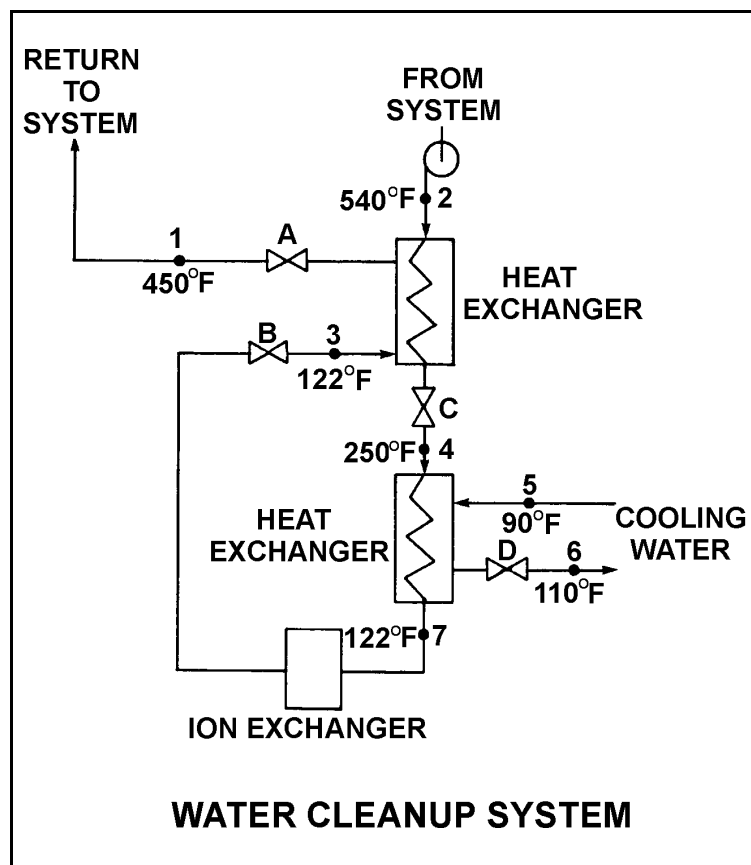 RETURN
TO
SYSTEM
FROM
SYSTEM
540°F 2
1
A
450°F
HEAT
EXCHANGER
B
3
122°F
C
250°F 4
HEAT
EXCHANGER
5
90°F
COOLING
WATER
D
6
110°F
122°F 7
ION EXCHANGER
WATER CLEANUP SYSTEM